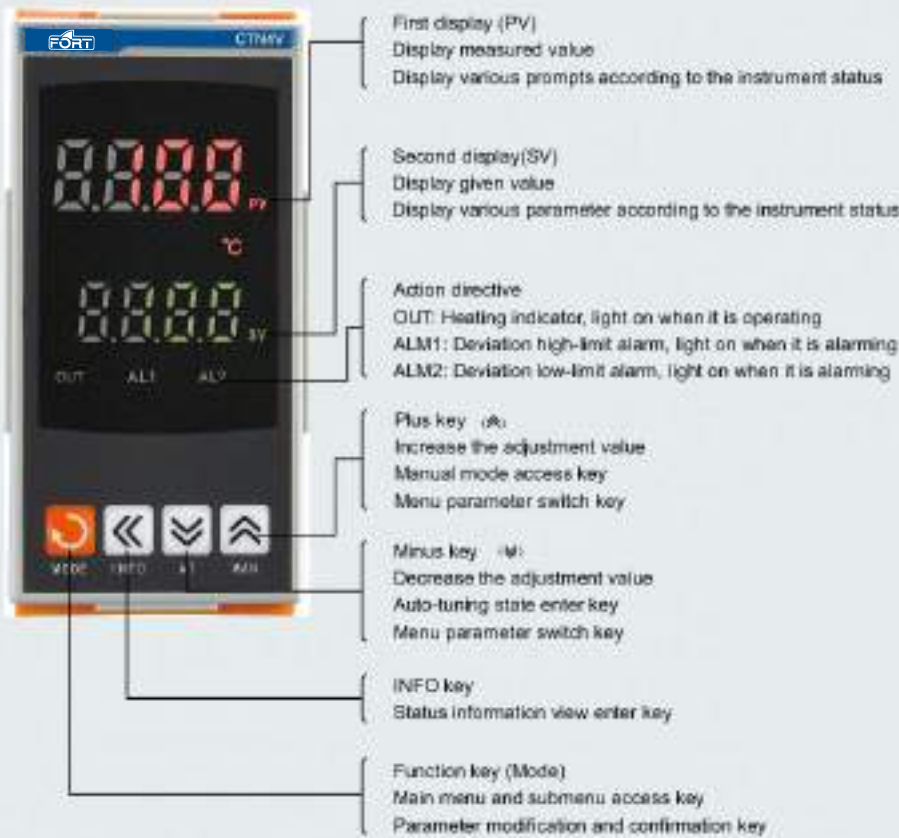 FORT
CTN4V
First display (PV)
Display measured value
Display various prompts according to the instrument status
100
PV
℃
Second display(SV)
Display given value
Display various parameter according to the instrument status
100
SV
Action directive
OUT: Heating indicator, light on when it is operating
ALM1: Deviation high-limit alarm, light on when it is alarming
ALM2: Deviation low-limit alarm, light on when it is alarming
OUT AL1 AL2
Plus key
Increase the adjustment value
Manual mode access key
Menu parameter switch key
MODE INFO AT MAN
Minus key
Decrease the adjustment value
Auto-tuning state enter key
Menu parameter switch key
INFO key
Status information view enter key
Function key (Mode)
Main menu and submenu access key
Parameter modification and confirmation key